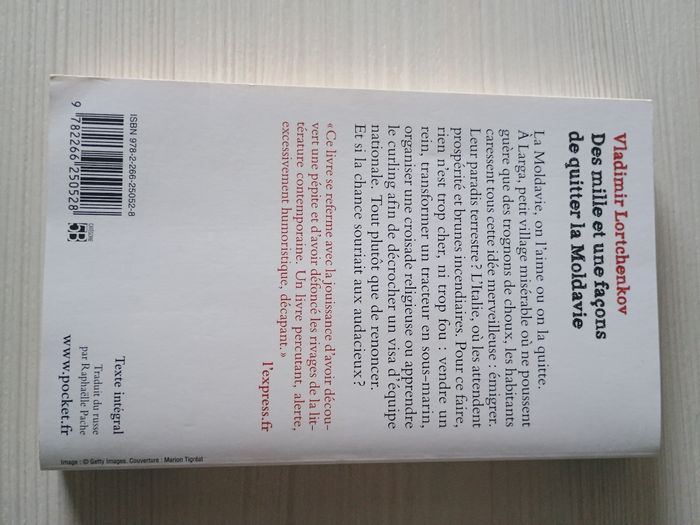 Vladimir Lortchenkov
Des mille et une façons
de quitter la Moldavie
La Moldavie, on l'aime ou on la quitte.
À Larga, petit village misérable où ne poussent
guère que des trognons de choux, les habitants
caressent tous cette idée merveilleuse : émigrer.
Leur paradis terrestre ? L'Italie, où les attendent
prospérité et brunes incendiaires. Pour ce faire,
rien n'est trop cher, ni trop fou : vendre un
rein, transformer un tracteur en sous-marin,
organiser une croisade religieuse ou apprendre
le curling afin de décrocher un visa d'équipe
nationale. Tout plutôt que de renoncer.
Et si la chance souriait aux audacieux ?
« Ce livre se referme avec la jouissance d'avoir décou-
vert une pépite et d'avoir défoncé les rivages de la lit-
térature contemporaine. Un livre percutant, alerte,
excessivement humoristique, décapant. »
l'express.fr
Texte intégral
Traduit du russe
par Raphaëlle Pache
www.pocket.fr
ISBN 978-2-266-25052-8
9 782266 250528
CATÉGORIE
5B
Image : © Getty Images. Couverture : Marion Tigréat